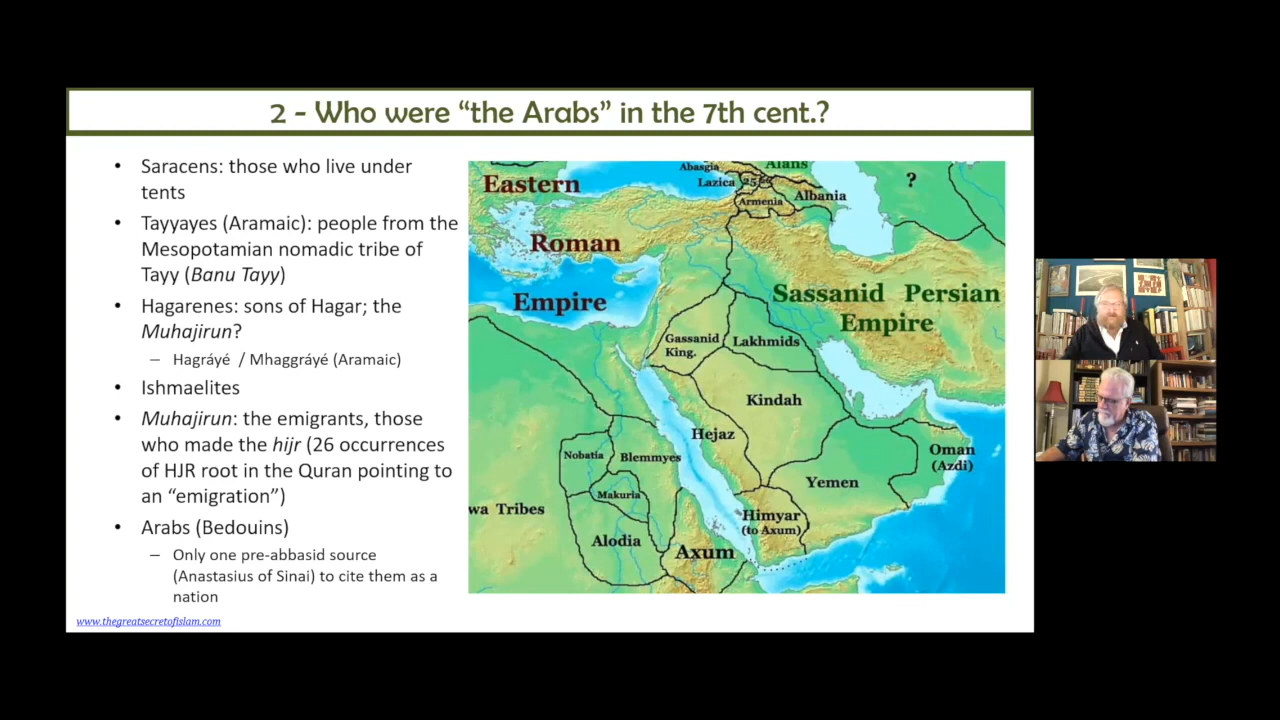 2 - Who were “the Arabs” in the 7th cent.?
• Saracens: those who live under
tents
• Tayyayes (Aramaic): people from the
Mesopotamian nomadic tribe of
Tayy (Banu Tayy)
• Hagarenes: sons of Hagar; the
Muhajirun?
– Hagráyé / Mhaggráyé (Aramaic)
• Ishmaelites
• Muhajirun: the emigrants, those
who made the hijr (26 occurrences
of HJR root in the Quran pointing to
an “emigration”)
• Arabs (Bedouins)
– Only one pre-abbasid source
(Anastasius of Sinai) to cite them as a
nation
www.thegreatsecretofislam.com
Abasgia
Alans
Lazica
Armenia
Albania
?
Eastern
Roman
Empire
Sassanid Persian
Empire
Gassanid
King.
Lakhmids
Kindah
Hejaz
Oman
(Azdi)
Yemen
Himyar
(to Axum)
Nobatia
Blemmyes
Makuria
wa Tribes
Alodia
Axum